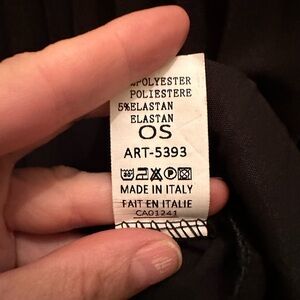 %POLYESTER
POLIESTERE
5%ELASTAN
ELASTAN
OS
ART-5393
MADE IN ITALY
FAIT EN ITALIE
CA01241